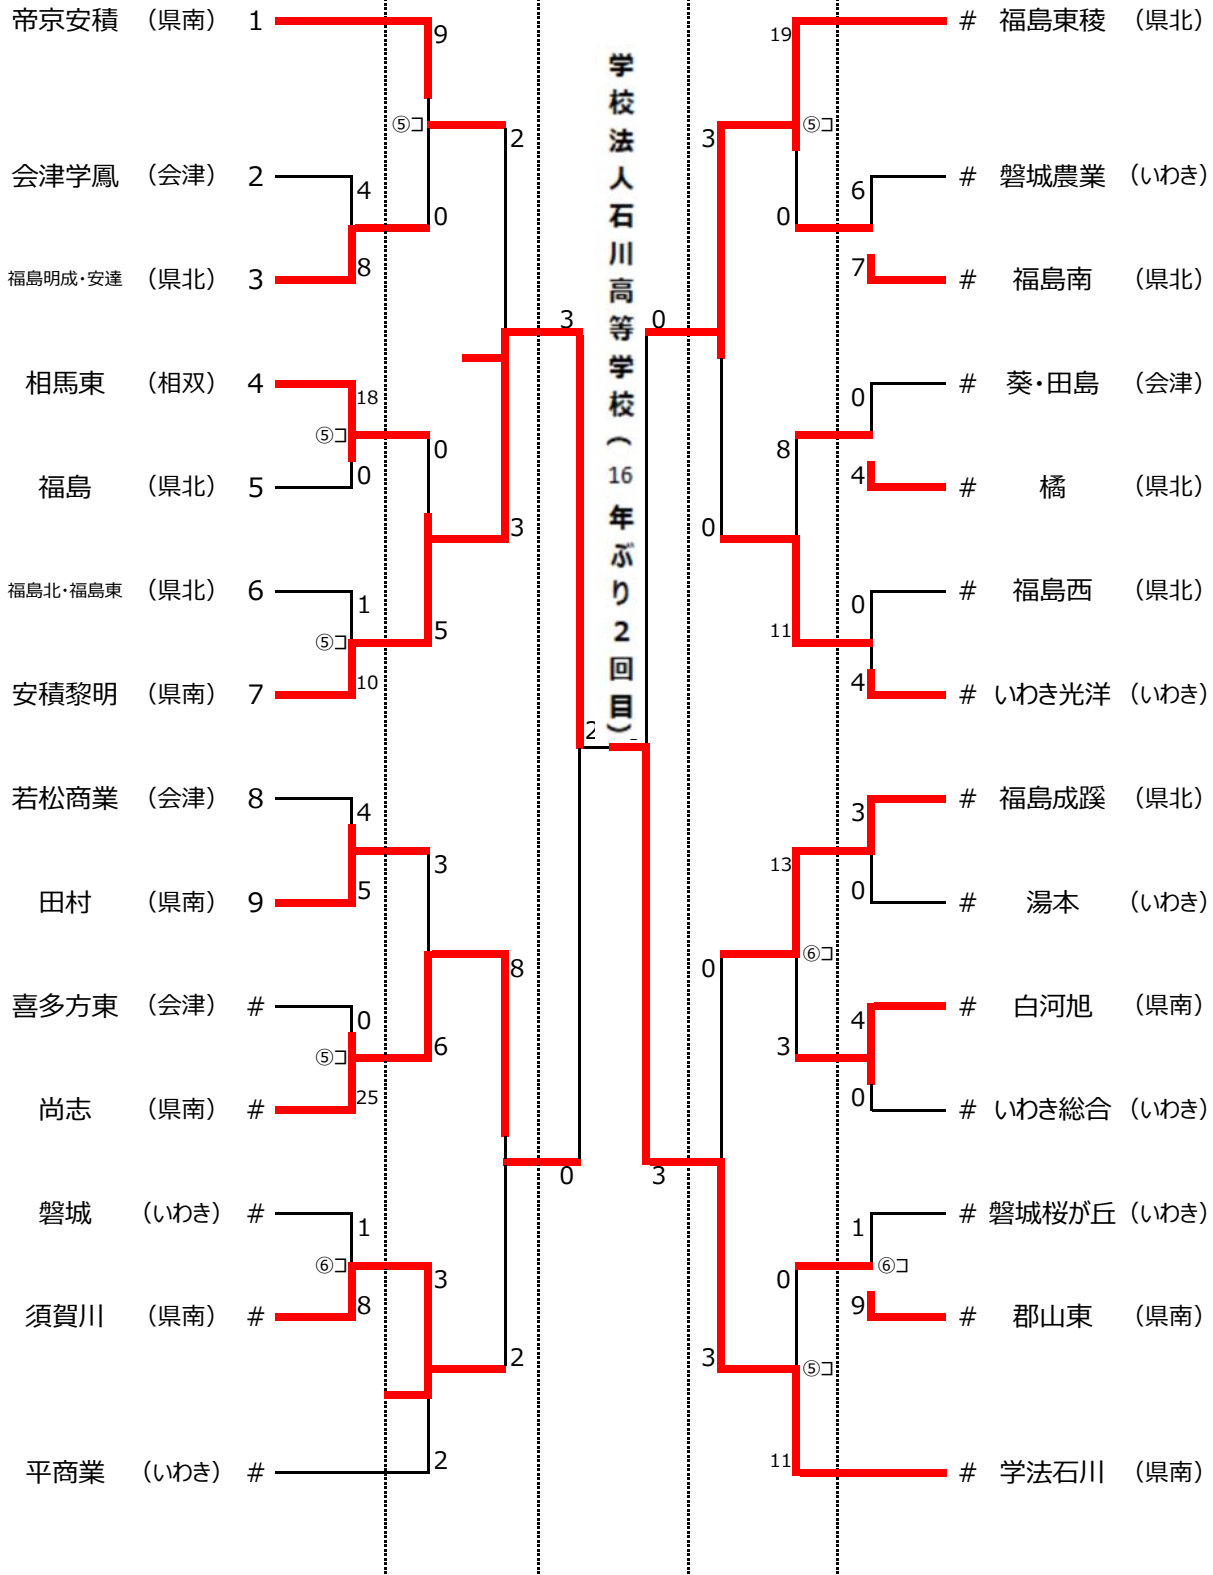 帝京安積 (県南) 1
9
⑤コ
2
会津学鳳 (会津) 2
4
0
福島明成・安達 (県北) 3
8
3
相馬東 (相双) 4
18
⑤コ
0
福島 (県北) 5
0
3
福島北・福島東 (県北) 6
1
⑤コ
5
安積黎明 (県南) 7
10
2
若松商業 (会津) 8
4
3
田村 (県南) 9
5
8
喜多方東 (会津) #
0
⑤コ
6
尚志 (県南) #
25
0
磐城 (いわき) #
1
⑥コ
3
須賀川 (県南) #
8
2
平商業 (いわき) #
2
学校法人石川高等学校(16年ぶり2回目)
19
# 福島東稜 (県北)
3
⑤コ
6
# 磐城農業 (いわき)
0
7
# 福島南 (県北)
0
0
# 葵・田島 (会津)
8
4
# 橘 (県北)
0
0
# 福島西 (県北)
11
4
# いわき光洋 (いわき)
3
# 福島成蹊 (県北)
13
0
# 湯本 (いわき)
0
⑥コ
4
# 白河旭 (県南)
3
0
# いわき総合 (いわき)
3
1
# 磐城桜が丘 (いわき)
0
⑥コ
9
# 郡山東 (県南)
3
⑤コ
11
# 学法石川 (県南)